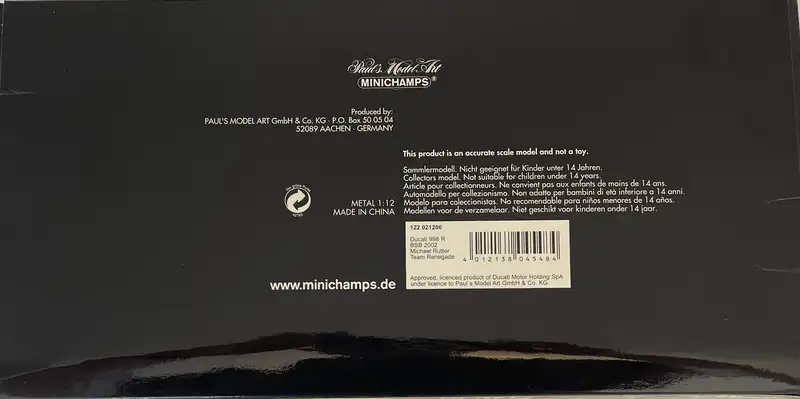 Paul's Model Art
MINICHAMPS®
Produced by:
PAUL'S MODEL ART GmbH & Co. KG · P.O. Box 50 05 04
52089 AACHEN · GERMANY
This product is an accurate scale model and not a toy.
Sammlermodell. Nicht geeignet für Kinder unter 14 Jahren.
Collectors model. Not suitable for children under 14 years.
Article pour collectionneurs. Ne convient pas aux enfants de moins de 14 ans.
Automodello per collezionismo. Non adatto per bambini di età inferiore a 14 anni.
Modelo para coleccionistas. No recomendable para niños menores de 14 años.
Modellen voor de verzamelaar. Niet geschikt voor kinderen onder 14 jaar.
Der Grüne Punkt
METAL 1:12
MADE IN CHINA
122 021206
Ducati 998 R
BSB 2002
Michael Rutter
Team Renegade
4 012138 045484
Approved, licenced product of Ducati Motor Holding SpA
under licence to Paul's Model Art GmbH & Co. KG
www.minichamps.de